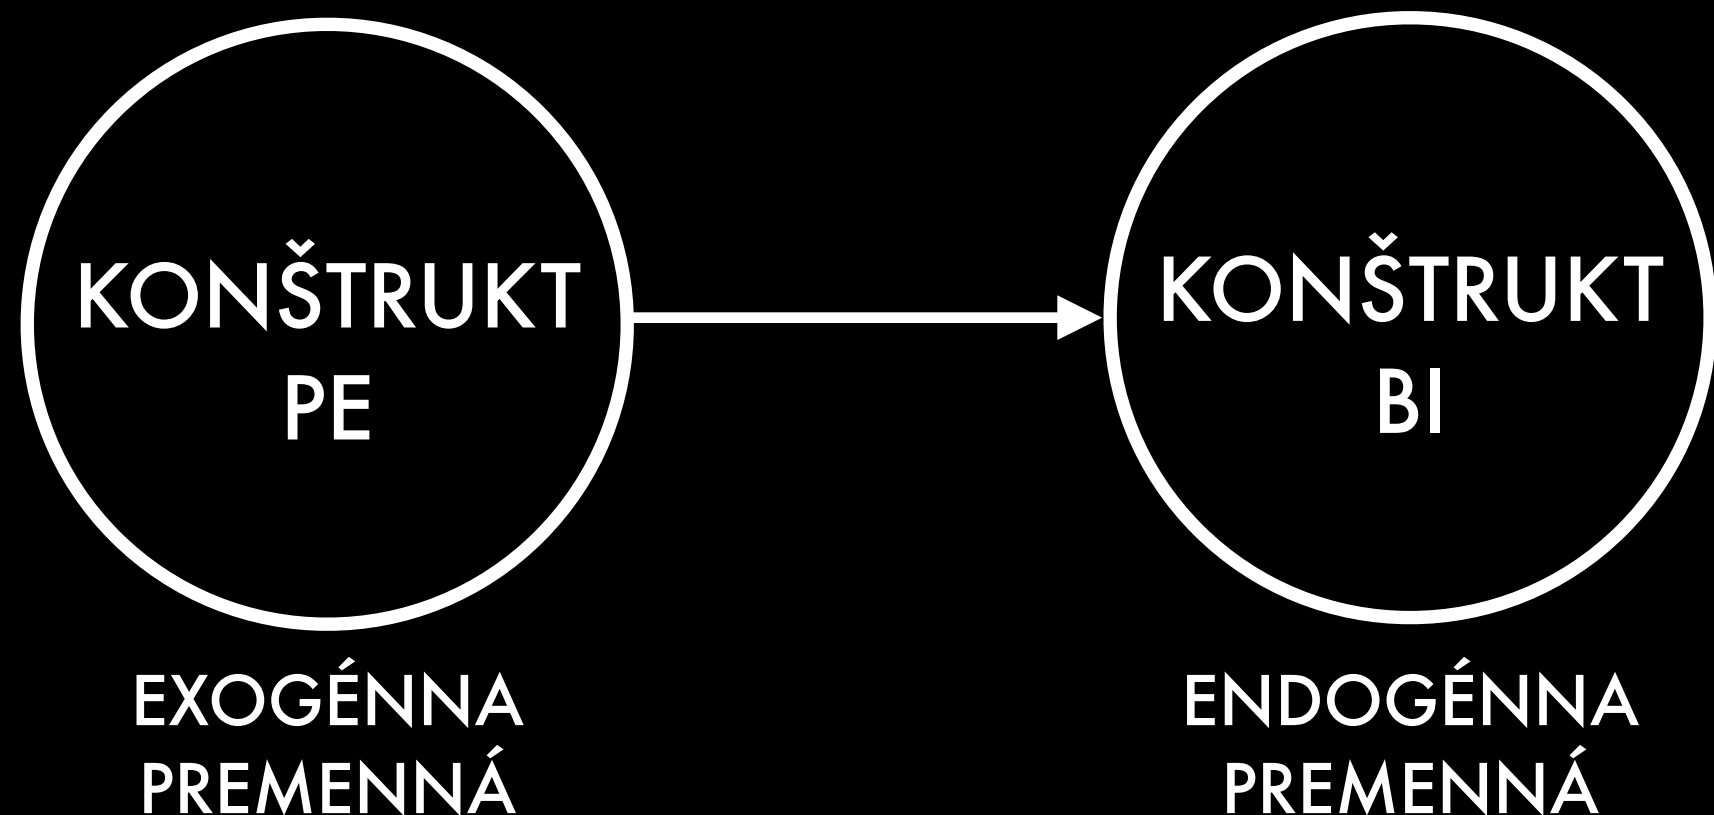 KONŠTRUKT
PE
KONŠTRUKT
BI
EXOGÉNNA
PREMENNÁ
ENDOGÉNNA
PREMENNÁ